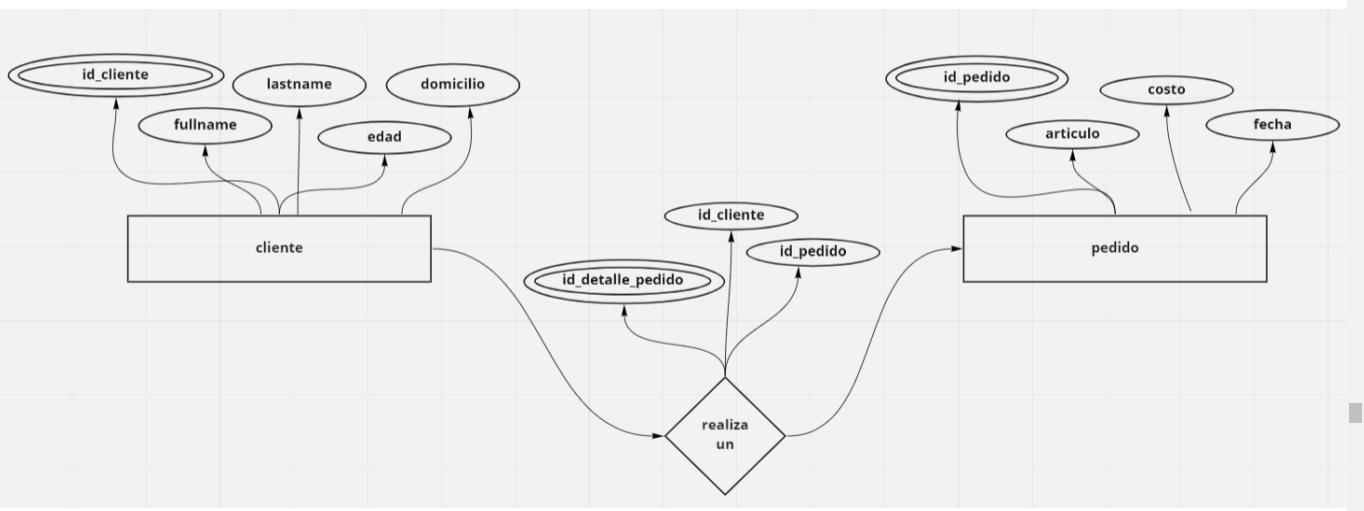 id_cliente
lastname
domicilio
fullname
edad
cliente
id_cliente
id_pedido
id_detalle_pedido
realiza
un
id_pedido
costo
articulo
fecha
pedido